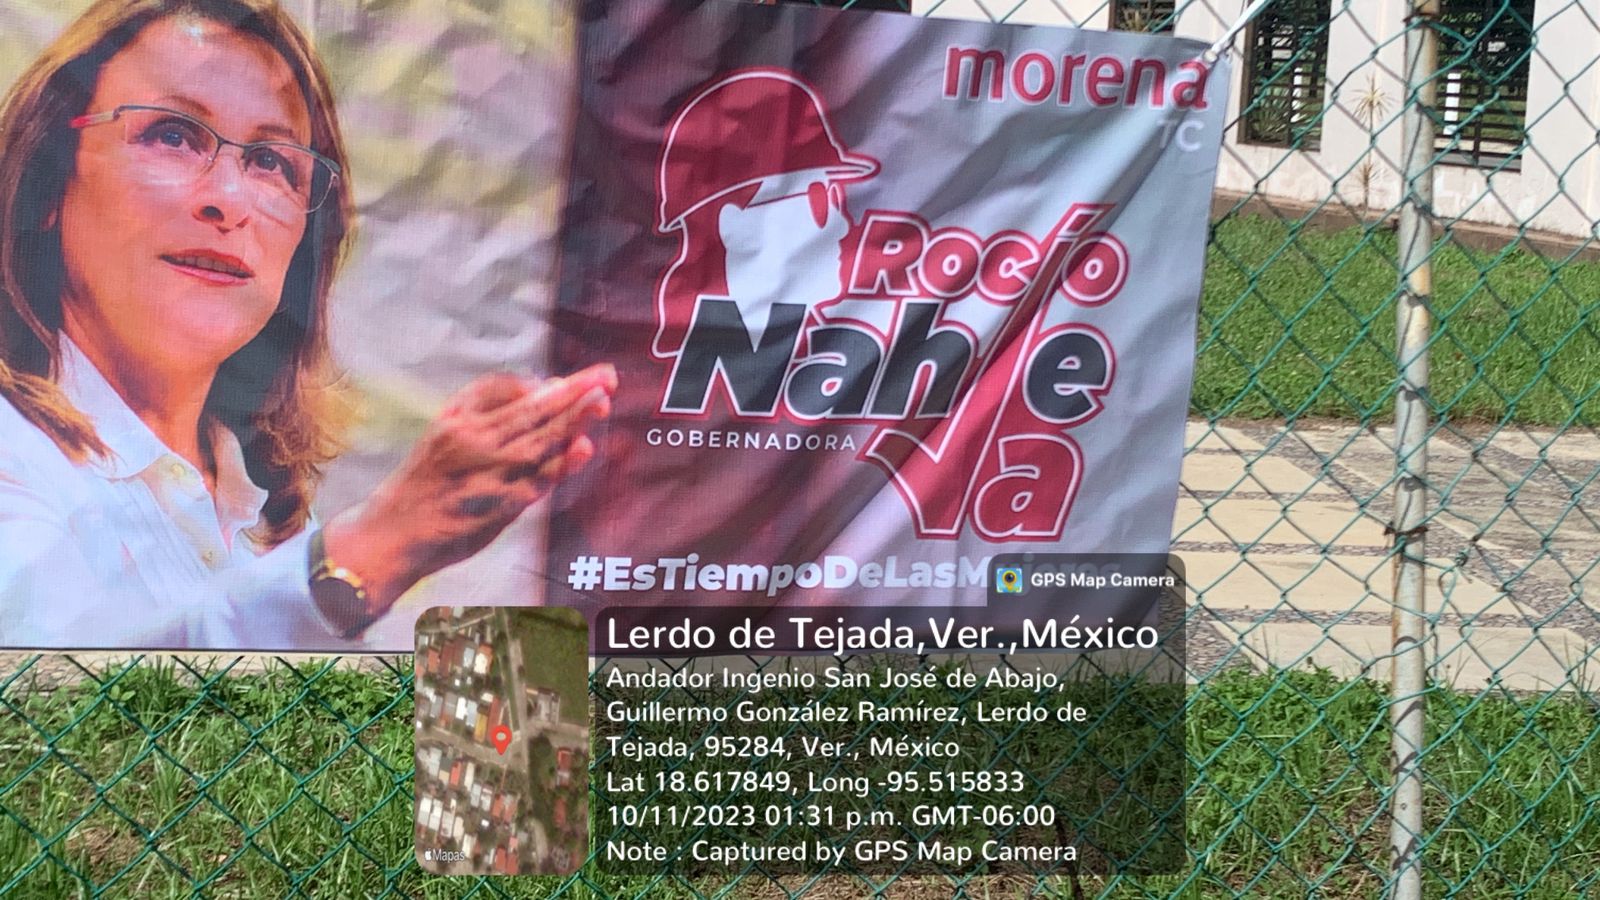 morena
TC
Rocío
Nahle
Va
GOBERNADORA
#EsTiempoDeLasMujeres
GPS Map Camera
Lerdo de Tejada,Ver.,México
Andador Ingenio San José de Abajo,
Guillermo González Ramírez, Lerdo de
Tejada, 95284, Ver., México
Lat 18.617849, Long -95.515833
10/11/2023 01:31 p.m. GMT-06:00
Note : Captured by GPS Map Camera
Mapas